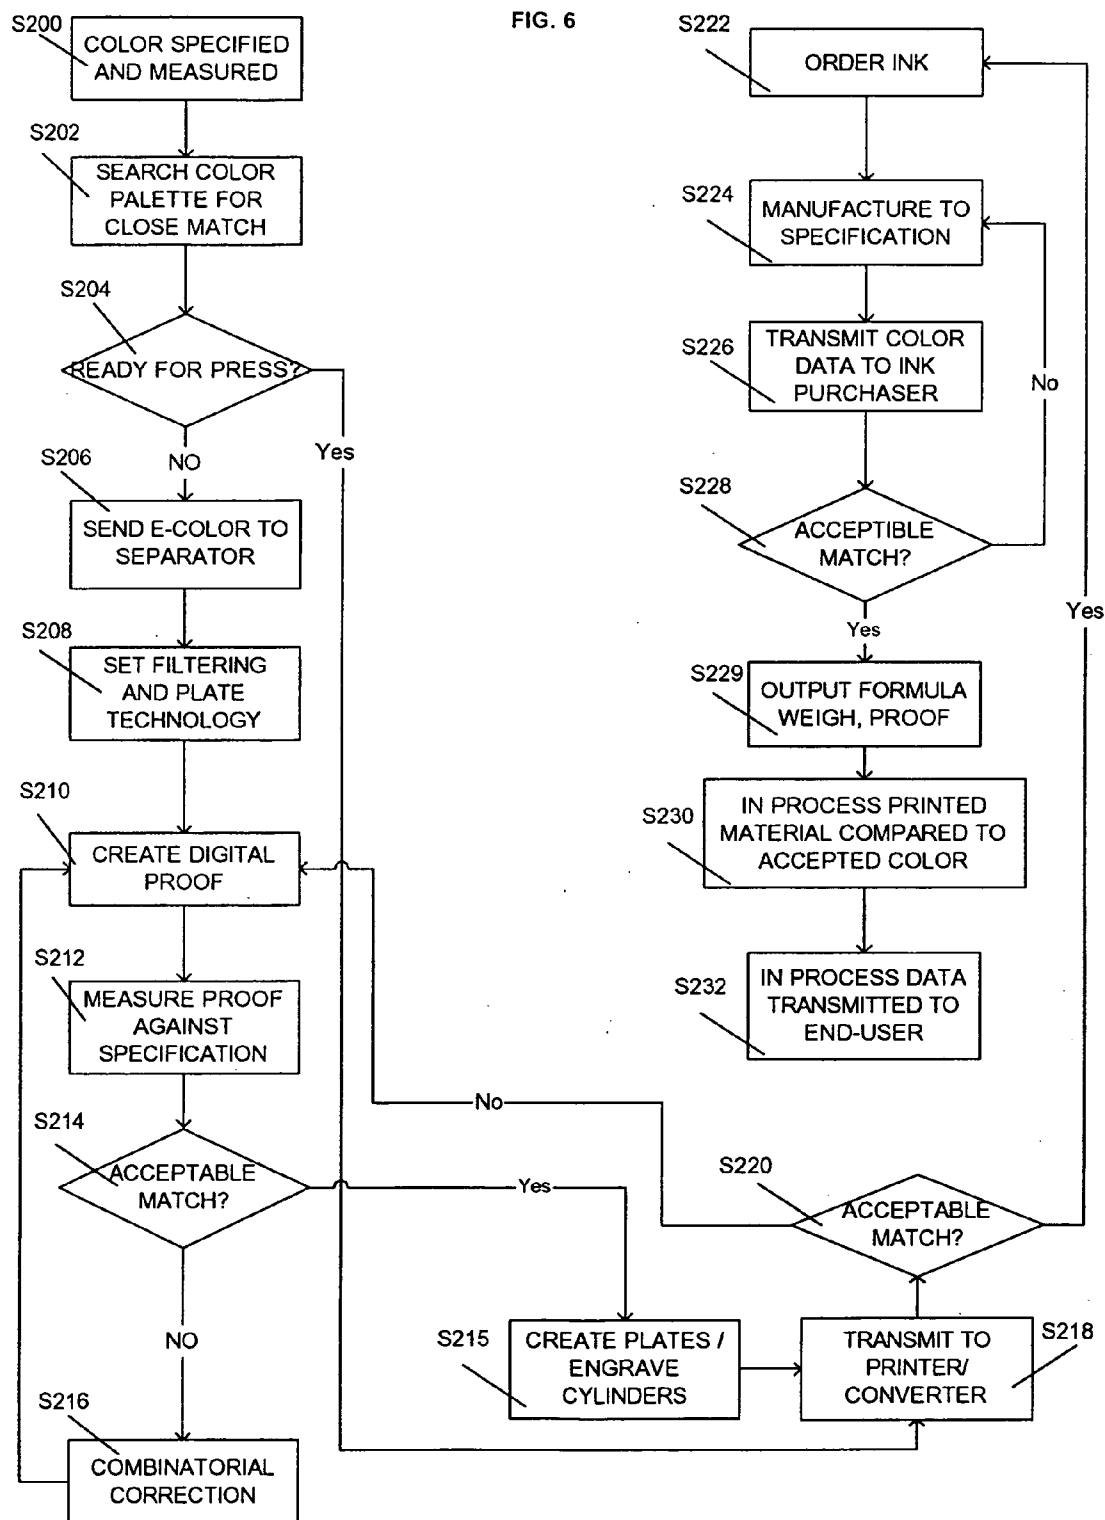 FIG. 6
S200
COLOR SPECIFIED
AND MEASURED
S202
SEARCH COLOR
PALETTE FOR
CLOSE MATCH
S204
READY FOR PRESS?
Yes
NO
S206
SEND E-COLOR TO
SEPARATOR
S208
SET FILTERING
AND PLATE
TECHNOLOGY
S210
CREATE DIGITAL
PROOF
S212
MEASURE PROOF
AGAINST
SPECIFICATION
S214
ACCEPTABLE
MATCH?
Yes
NO
S216
COMBINATORIAL
CORRECTION
S215
CREATE PLATES /
ENGRAVE
CYLINDERS
S218
TRANSMIT TO
PRINTER/
CONVERTER
S220
ACCEPTABLE
MATCH?
No
Yes
S222
ORDER INK
S224
MANUFACTURE TO
SPECIFICATION
S226
TRANSMIT COLOR
DATA TO INK
PURCHASER
No
S228
ACCEPTIBLE
MATCH?
Yes
S229
OUTPUT FORMULA
WEIGH, PROOF
S230
IN PROCESS PRINTED
MATERIAL COMPARED TO
ACCEPTED COLOR
S232
IN PROCESS DATA
TRANSMITTED TO
END-USER